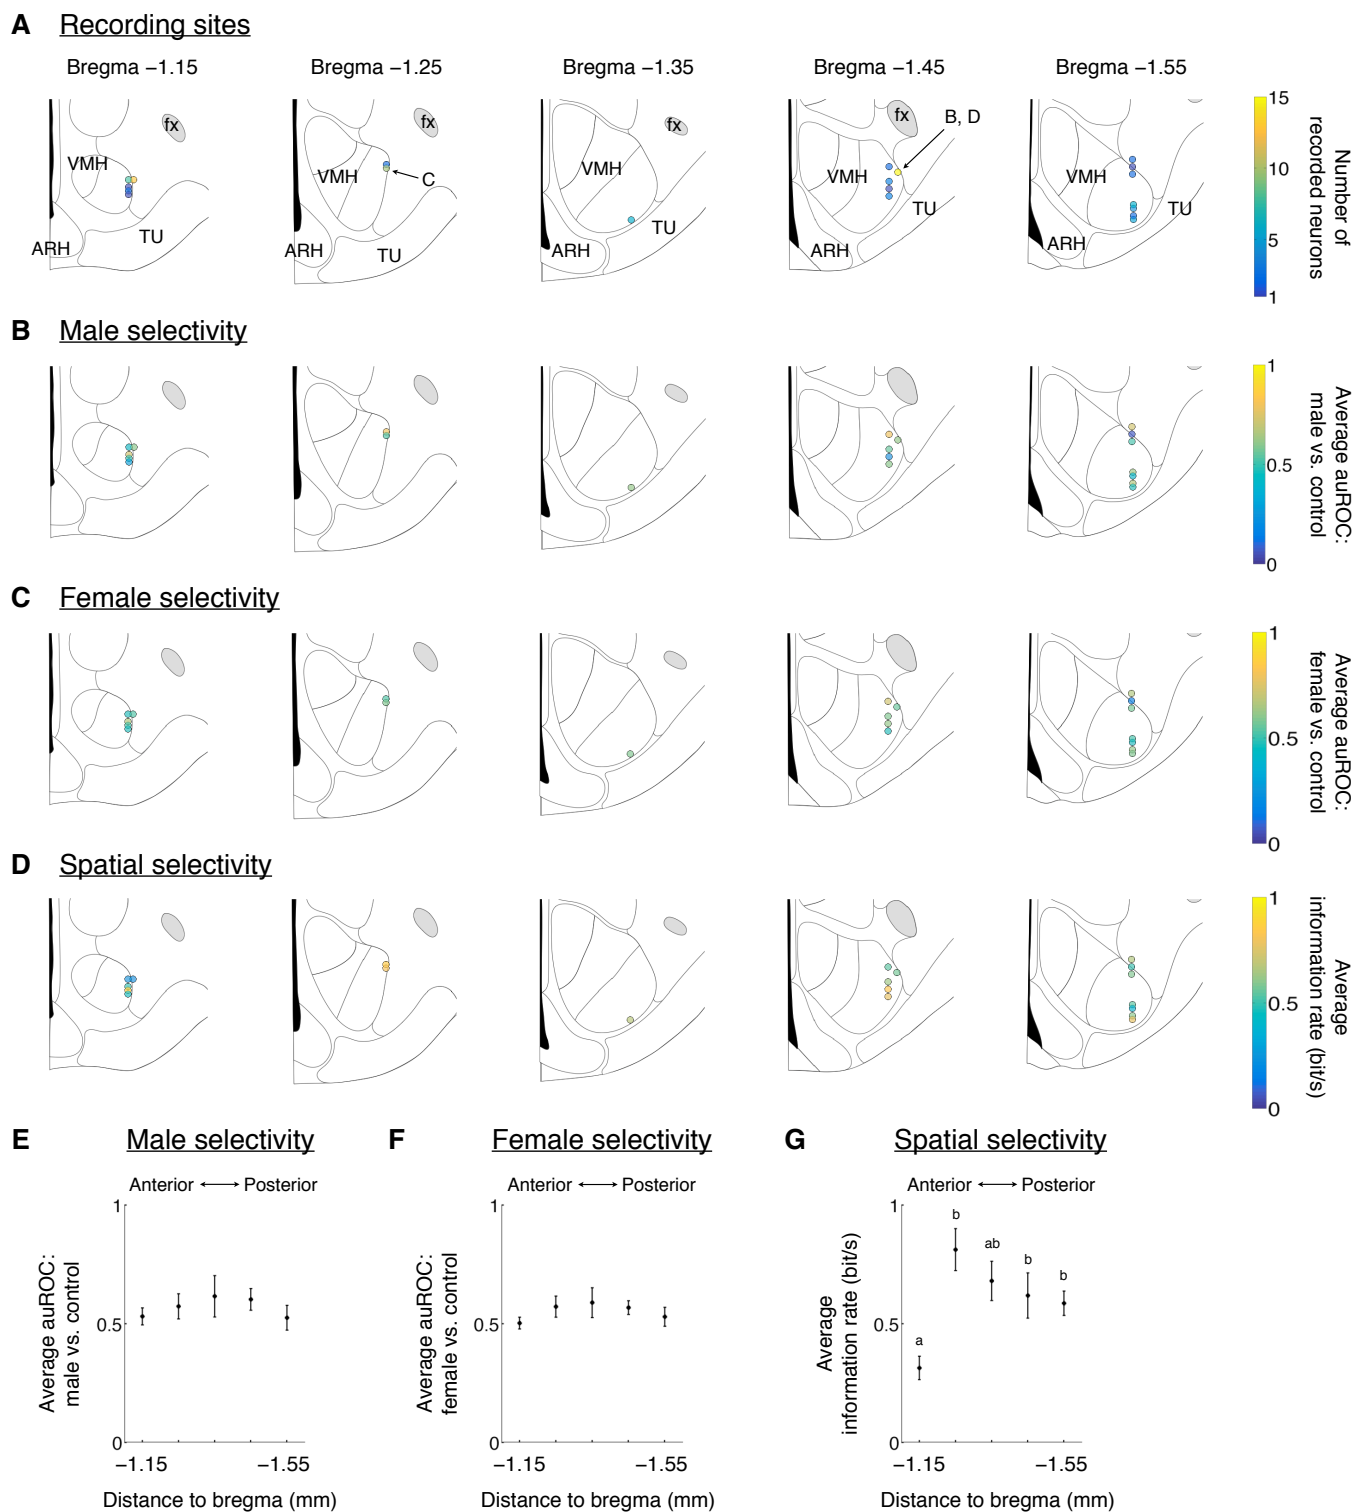 A Recording sites
Bregma −1.15
Bregma −1.25
Bregma −1.35
Bregma −1.45
Bregma −1.55
fx
VMH
ARH
TU
fx
VMH
C
ARH
TU
fx
VMH
TU
ARH
fx
B, D
VMH
TU
ARH
VMH
TU
ARH
15
10
5
1
Number of
recorded neurons
B Male selectivity
1
0.5
0
Average auROC:
male vs. control
C Female selectivity
1
0.5
0
Average auROC:
female vs. control
D Spatial selectivity
1
0.5
0
Average
information rate (bit/s)
E Male selectivity
Anterior ↔ Posterior
1
0.5
0
Average auROC:
male vs. control
−1.15
−1.55
Distance to bregma (mm)
F Female selectivity
Anterior ↔ Posterior
1
0.5
0
Average auROC:
female vs. control
−1.15
−1.55
Distance to bregma (mm)
G Spatial selectivity
Anterior ↔ Posterior
1
0.5
0
Average
information rate (bit/s)
a
b
ab
b
b
−1.15
−1.55
Distance to bregma (mm)